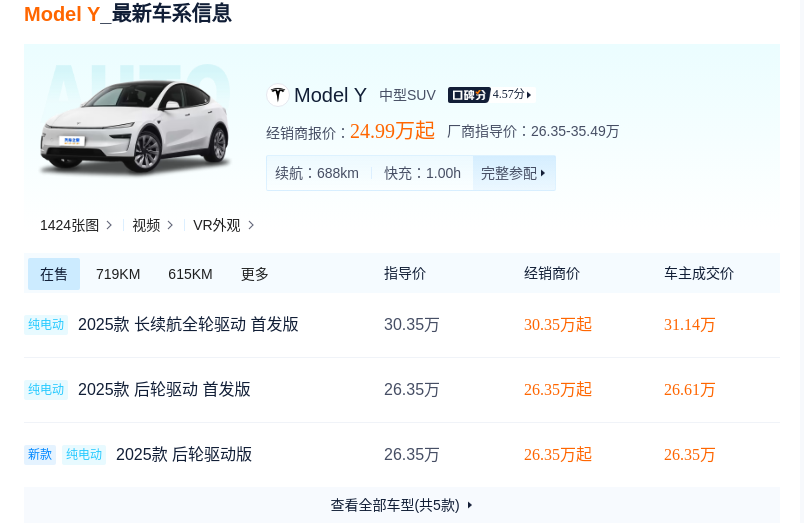 Model Y_最新车系信息
AUTO
Model Y 中型SUV 口碑分 4.57分
经销商报价：24.99万起 厂商指导价：26.35-35.49万
续航：688km 快充：1.00h 完整参配
1424张图 视频 VR外观
在售 719KM 615KM 更多 指导价 经销商价 车主成交价
纯电动 2025款 长续航全轮驱动 首发版 30.35万 30.35万起 31.14万
纯电动 2025款 后轮驱动 首发版 26.35万 26.35万起 26.61万
新款 纯电动 2025款 后轮驱动版 26.35万 26.35万起 26.35万
查看全部车型(共5款)